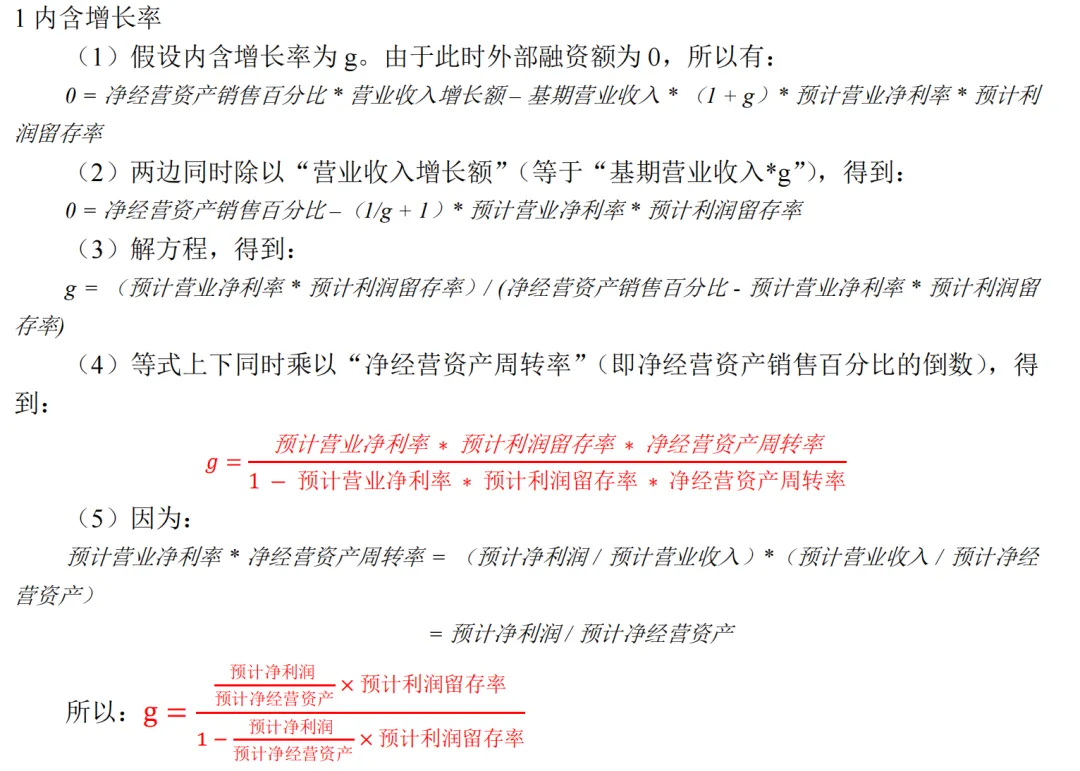 1 内含增长率
（1）假设内含增长率为 g。由于此时外部融资额为 0，所以有：
0 = 净经营资产销售百分比 * 营业收入增长额 – 基期营业收入 * （1 + g）* 预计营业净利率 * 预计利
润留存率
（2）两边同时除以“营业收入增长额”（等于“基期营业收入*g”），得到：
0 = 净经营资产销售百分比 –（1/g + 1）* 预计营业净利率 * 预计利润留存率
（3）解方程，得到：
g = （预计营业净利率 * 预计利润留存率）/ (净经营资产销售百分比 - 预计营业净利率 * 预计利润留
存率)
（4）等式上下同时乘以“净经营资产周转率”（即净经营资产销售百分比的倒数），得
到：
预计营业净利率 * 预计利润留存率 * 净经营资产周转率
g =
1 − 预计营业净利率 * 预计利润留存率 * 净经营资产周转率
（5）因为：
预计营业净利率 * 净经营资产周转率 = （预计净利润 / 预计营业收入）*（预计营业收入 / 预计净经
营资产）
= 预计净利润 / 预计净经营资产
预计净利润
预计净经营资产 × 预计利润留存率
所以：g =
预计净利润
1 − 预计净经营资产 × 预计利润留存率